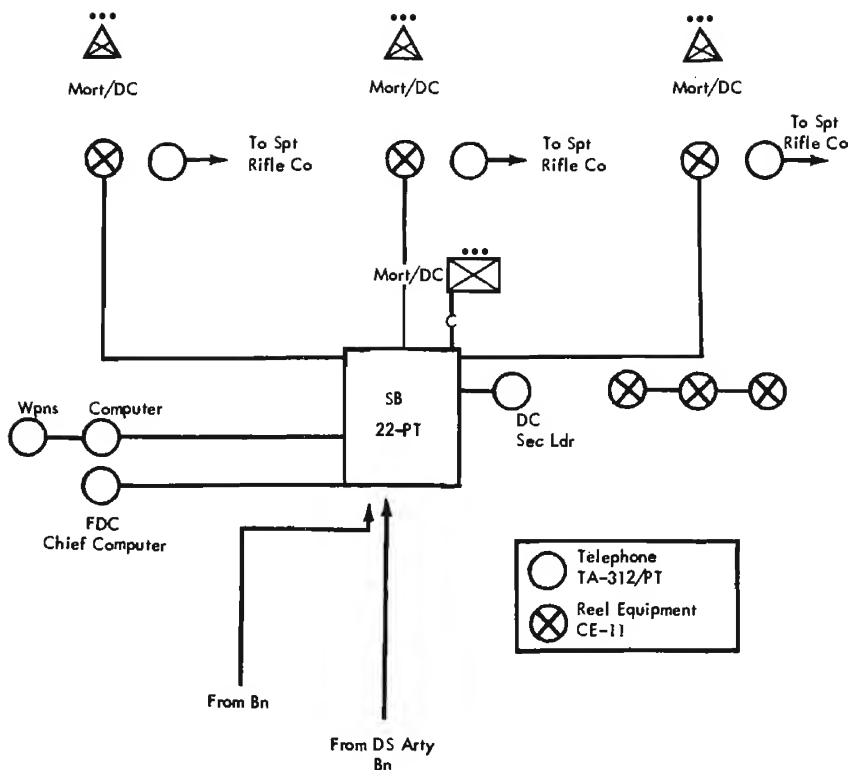 Mort/DC
Mort/DC
Mort/DC
To Spt
Rifle Co
To Spt
Rifle Co
To Spt
Rifle Co
Mort/DC
SB
22-PT
Wpns
Computer
DC
Sec Ldr
FDC
Chief Computer
Telephone
TA-312/PT
Reel Equipment
CE-11
From Bn
From DS Arty
Bn